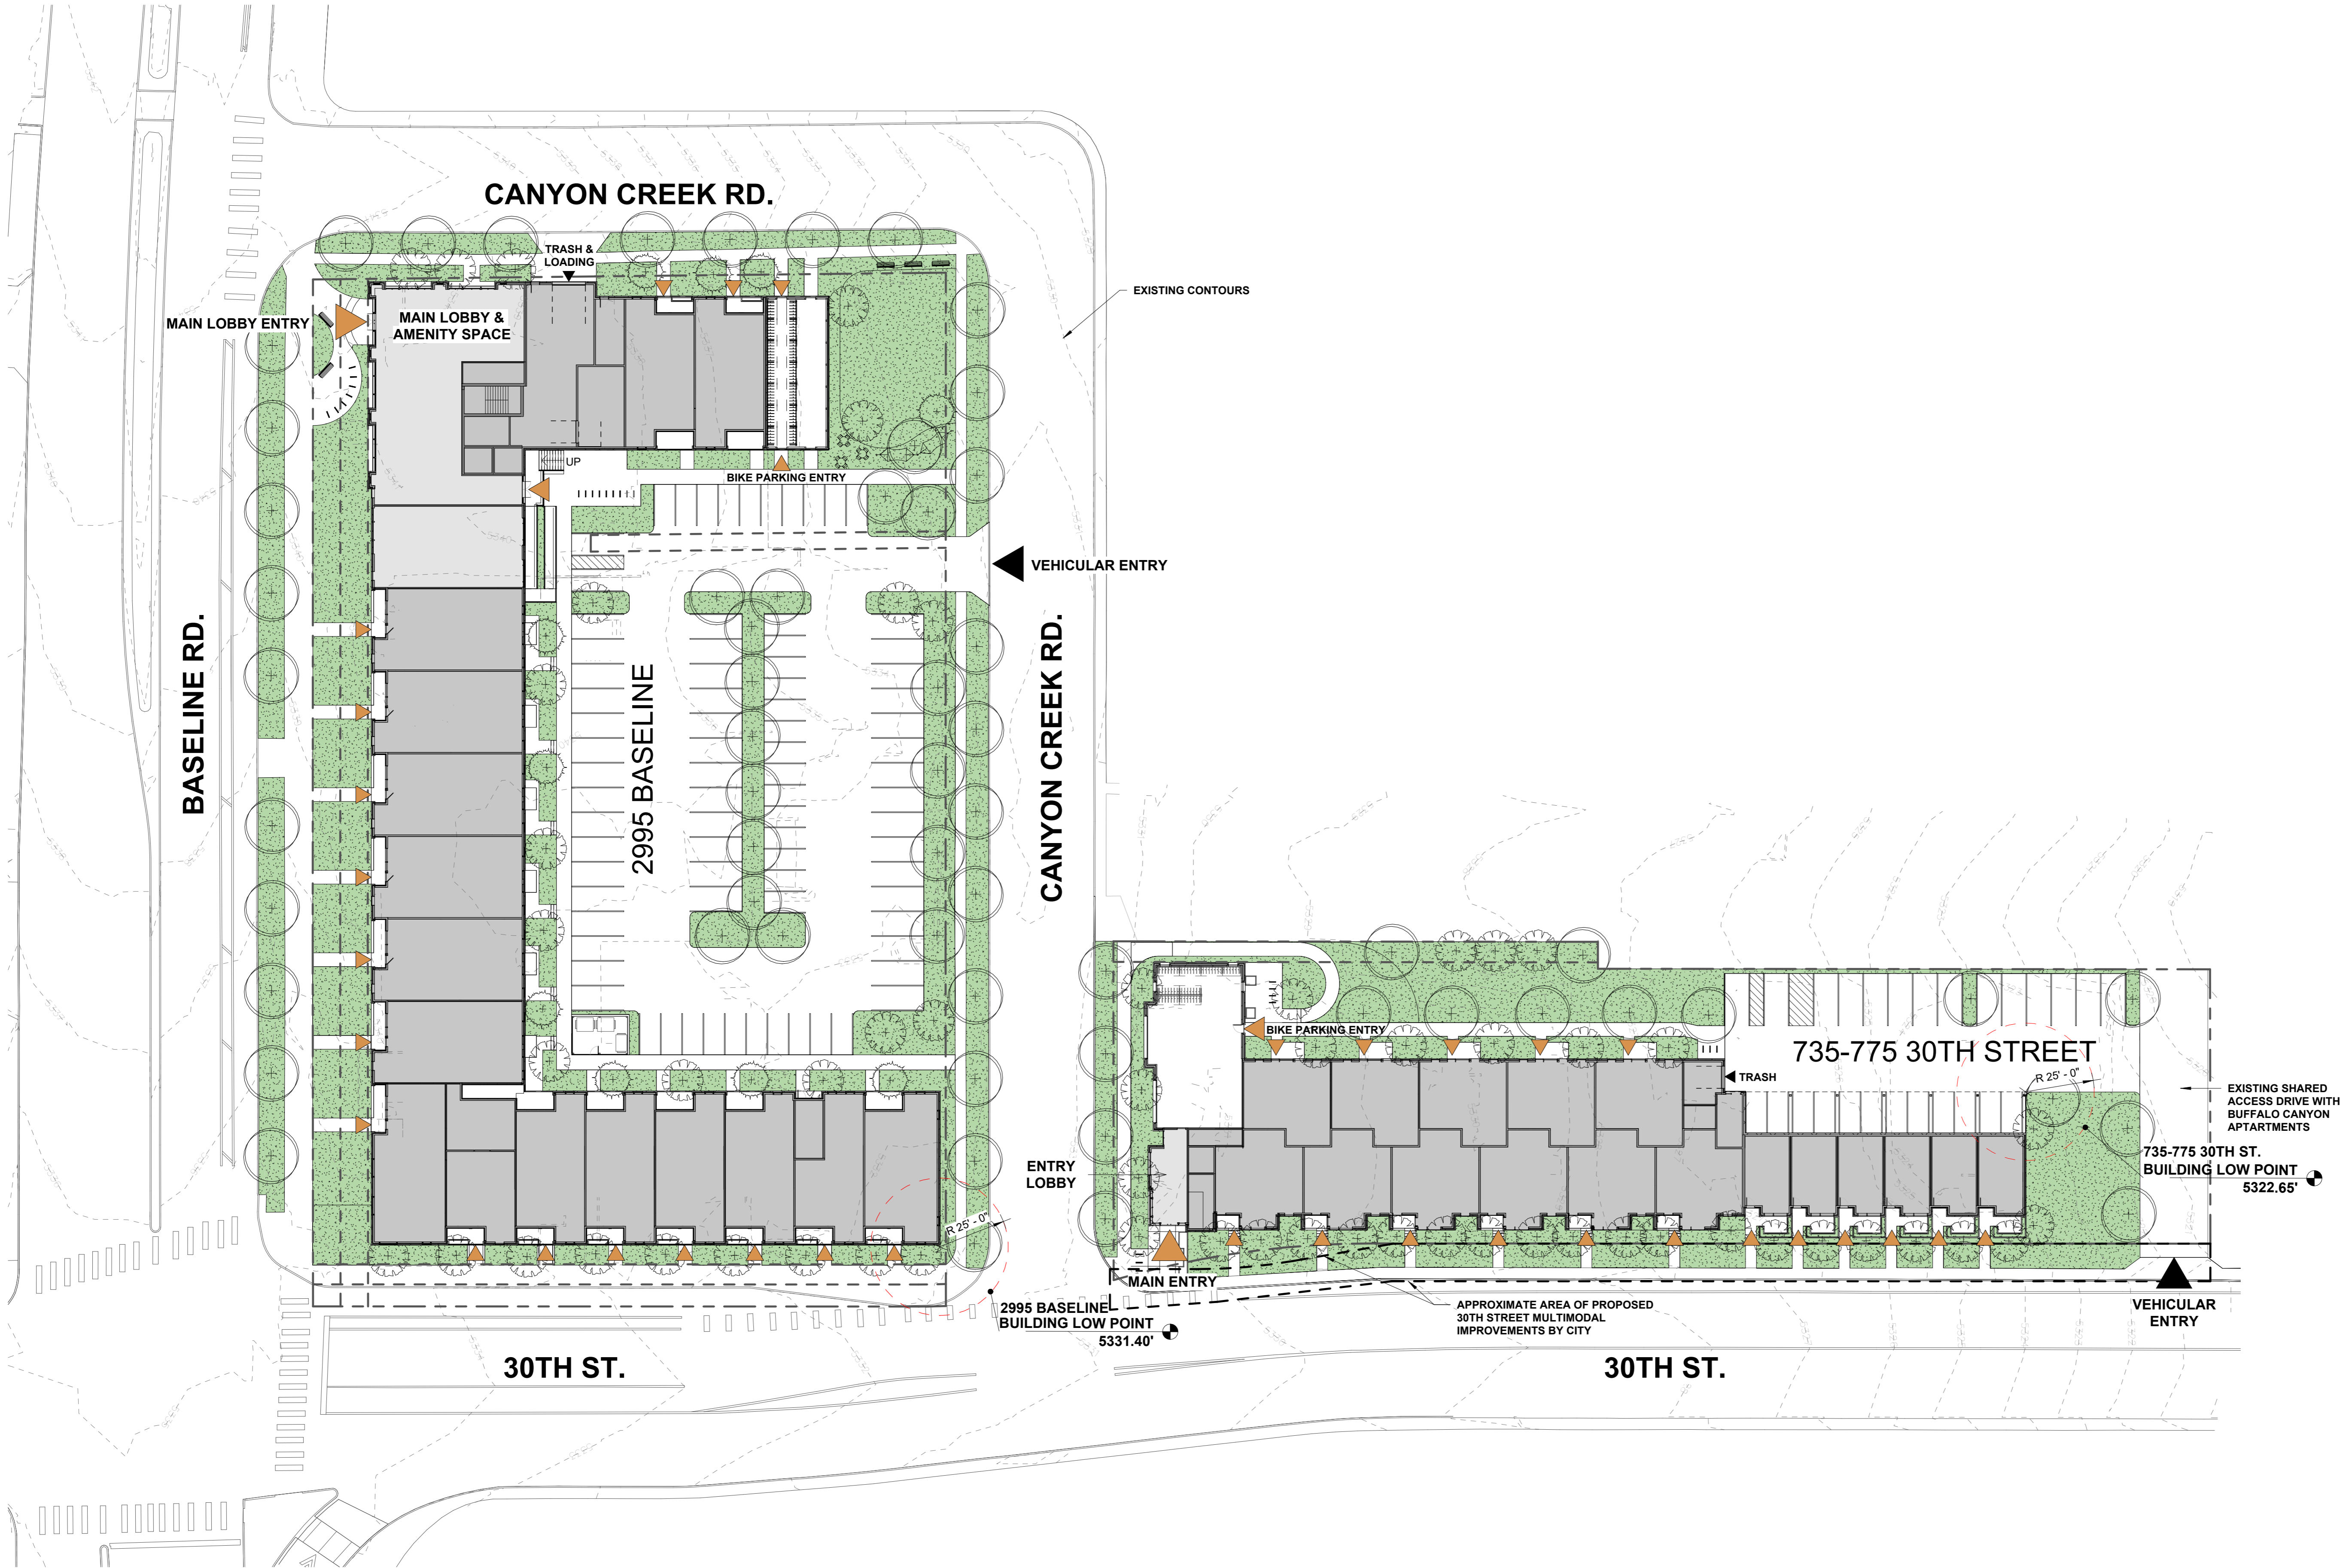 CANYON CREEK RD.
TRASH &
LOADING
EXISTING CONTOURS
MAIN LOBBY ENTRY
MAIN LOBBY &
AMENITY SPACE
UP
BIKE PARKING ENTRY
VEHICULAR ENTRY
BASELINE RD.
2995 BASELINE
CANYON CREEK RD.
BIKE PARKING ENTRY
735-775 30TH STREET
TRASH
R 25' - 0"
EXISTING SHARED
ACCESS DRIVE WITH
BUFFALO CANYON
APTARTMENTS
735-775 30TH ST.
BUILDING LOW POINT
5322.65'
ENTRY
LOBBY
R 25' - 0"
MAIN ENTRY
2995 BASELINE
BUILDING LOW POINT
5331.40'
APPROXIMATE AREA OF PROPOSED
30TH STREET MULTIMODAL
IMPROVEMENTS BY CITY
VEHICULAR
ENTRY
30TH ST.
30TH ST.